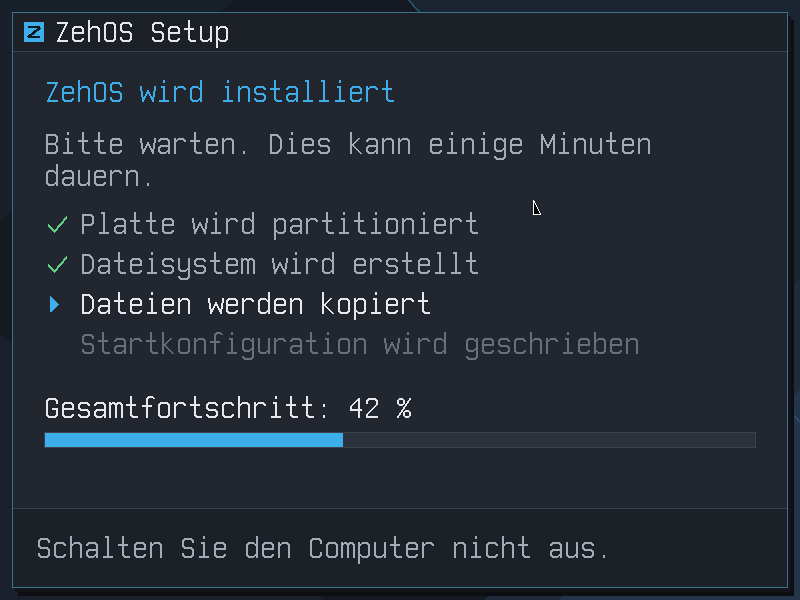 ZehOS Setup
ZehOS wird installiert
Bitte warten. Dies kann einige Minuten
dauern.
Platte wird partitioniert
Dateisystem wird erstellt
Dateien werden kopiert
Startkonfiguration wird geschrieben
Gesamtfortschritt: 42 %
Schalten Sie den Computer nicht aus.